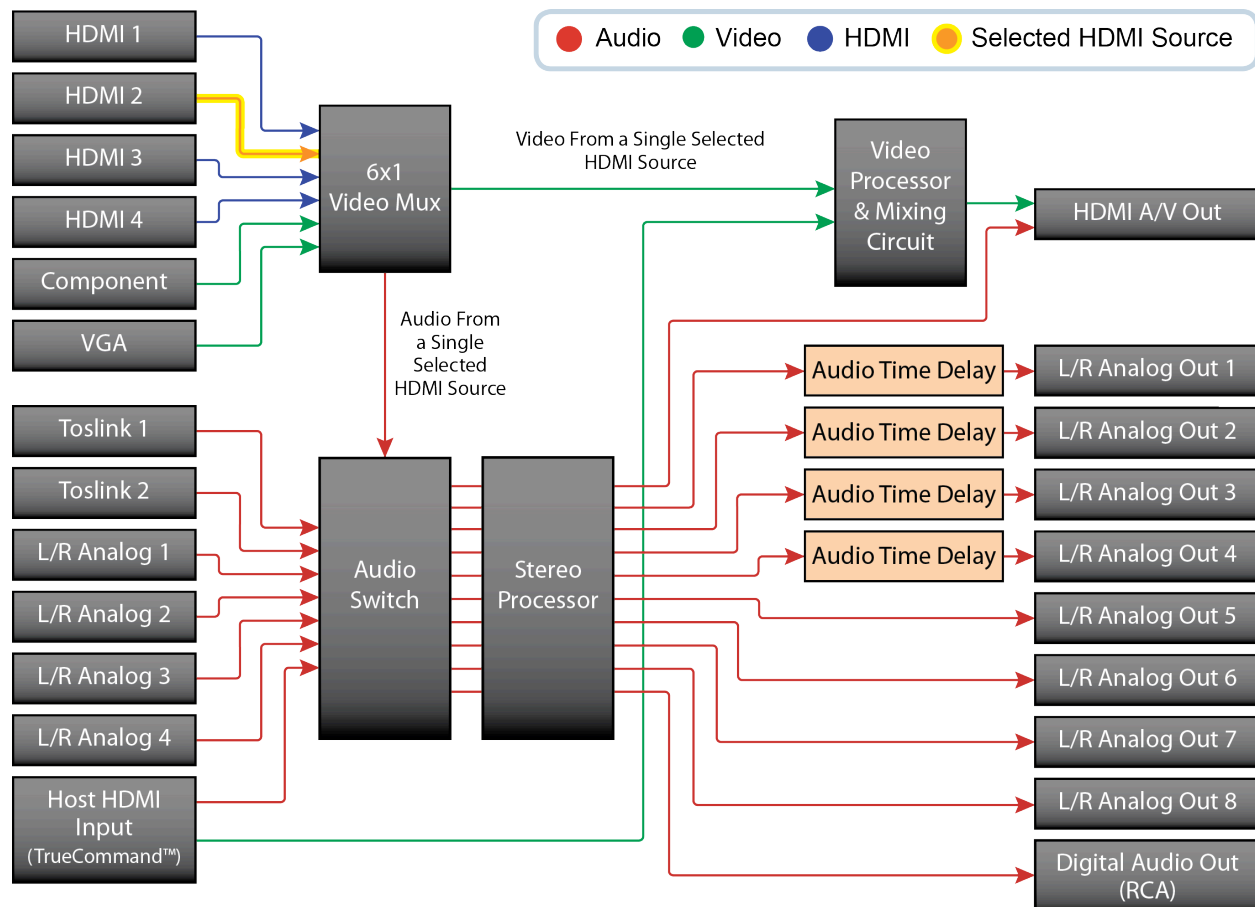 Audio
Video
HDMI
Selected HDMI Source
HDMI 1
HDMI 2
HDMI 3
HDMI 4
Component
VGA
6x1
Video Mux
Video From a Single Selected
HDMI Source
Video
Processor
& Mixing
Circuit
HDMI A/V Out
Audio From
a Single
Selected
HDMI Source
Toslink 1
Toslink 2
L/R Analog 1
L/R Analog 2
L/R Analog 3
L/R Analog 4
Host HDMI
Input
(TrueCommand™)
Audio
Switch
Stereo
Processor
Audio Time Delay
Audio Time Delay
Audio Time Delay
Audio Time Delay
L/R Analog Out 1
L/R Analog Out 2
L/R Analog Out 3
L/R Analog Out 4
L/R Analog Out 5
L/R Analog Out 6
L/R Analog Out 7
L/R Analog Out 8
Digital Audio Out
(RCA)